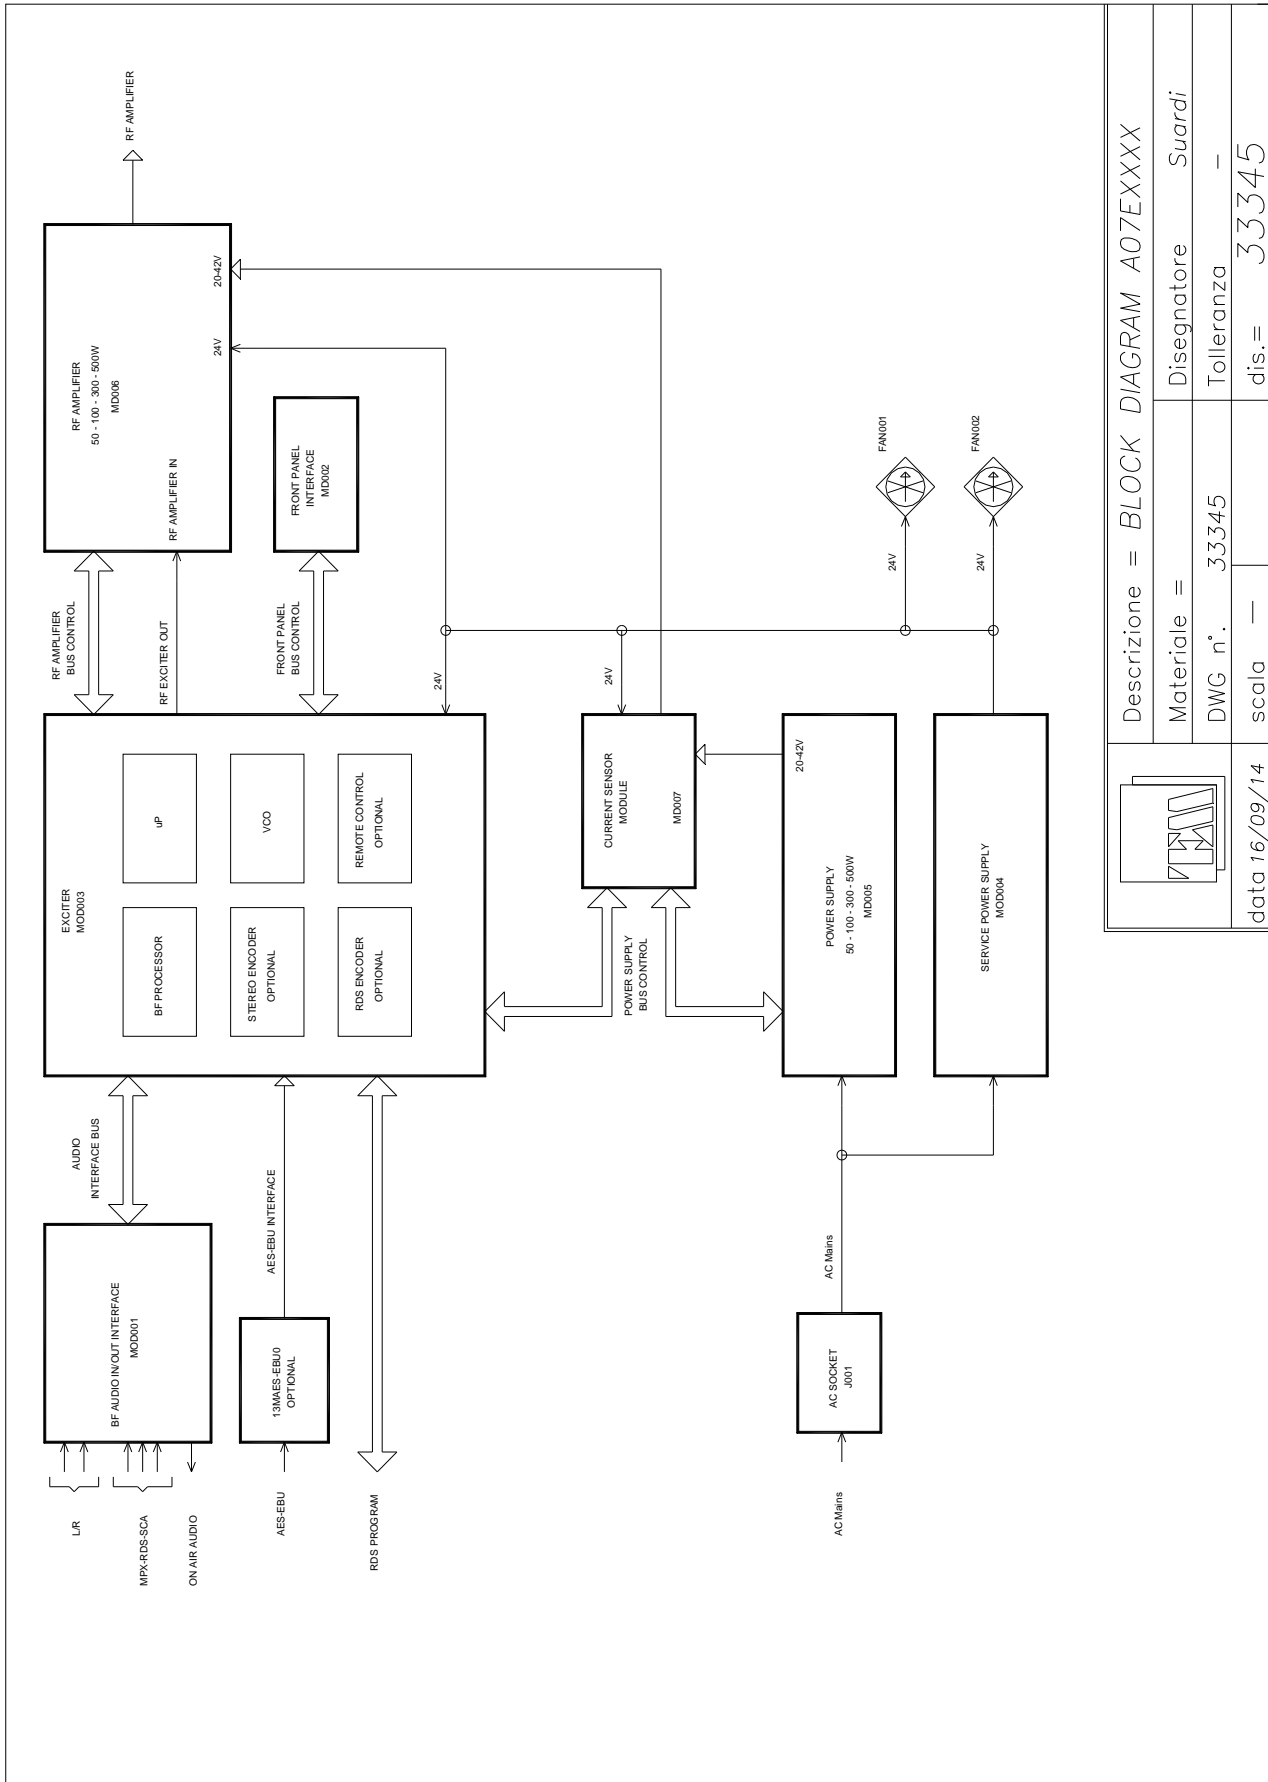 L/R
MPX-RDS-SCA
ON AIR AUDIO
BF AUDIO IN/OUT INTERFACE
MOD001
AUDIO
INTERFACE BUS
AES-EBU
13MAES-EBU0
OPTIONAL
AES-EBU INTERFACE
RDS PROGRAM
EXCITER
MOD003
BF PROCESSOR
uP
STEREO ENCODER
OPTIONAL
VCO
RDS ENCODER
OPTIONAL
REMOTE CONTROL
OPTIONAL
RF AMPLIFIER
BUS CONTROL
RF EXCITER OUT
FRONT PANEL
BUS CONTROL
24V
RF AMPLIFIER
50 - 100 - 300 - 500W
MD006
RF AMPLIFIER IN
24V
20-42V
RF AMPLIFIER
FRONT PANEL
INTERFACE
MD002
POWER SUPPLY
BUS CONTROL
CURRENT SENSOR
MODULE
MD007
24V
AC Mains
AC SOCKET
J001
AC Mains
POWER SUPPLY
50 - 100 - 300 - 500W
MD005
20-42V
SERVICE POWER SUPPLY
MOD004
24V
FAN001
24V
FAN002
Descrizione = BLOCK DIAGRAM A07EXXXX
Materiale =
Disegnatore Suardi
DWG n°. 33345
Tolleranza -
data 16/09/14
scala —
dis.= 33345